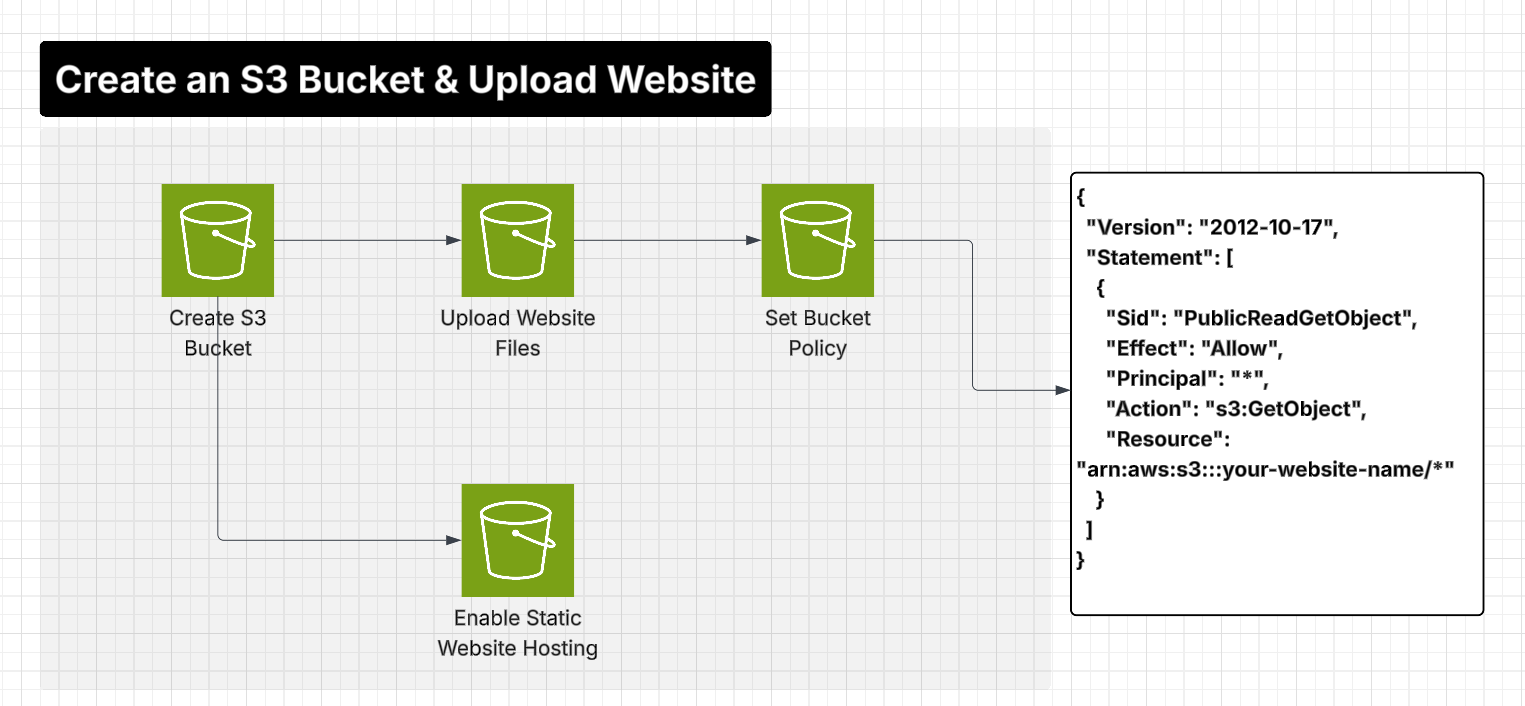 Create an S3 Bucket & Upload Website
Create S3
Bucket
Upload Website
Files
Set Bucket
Policy
Enable Static
Website Hosting
{
"Version": "2012-10-17",
"Statement": [
{
"Sid": "PublicReadGetObject",
"Effect": "Allow",
"Principal": "*",
"Action": "s3:GetObject",
"Resource":
"arn:aws:s3:::your-website-name/*"
}
]
}